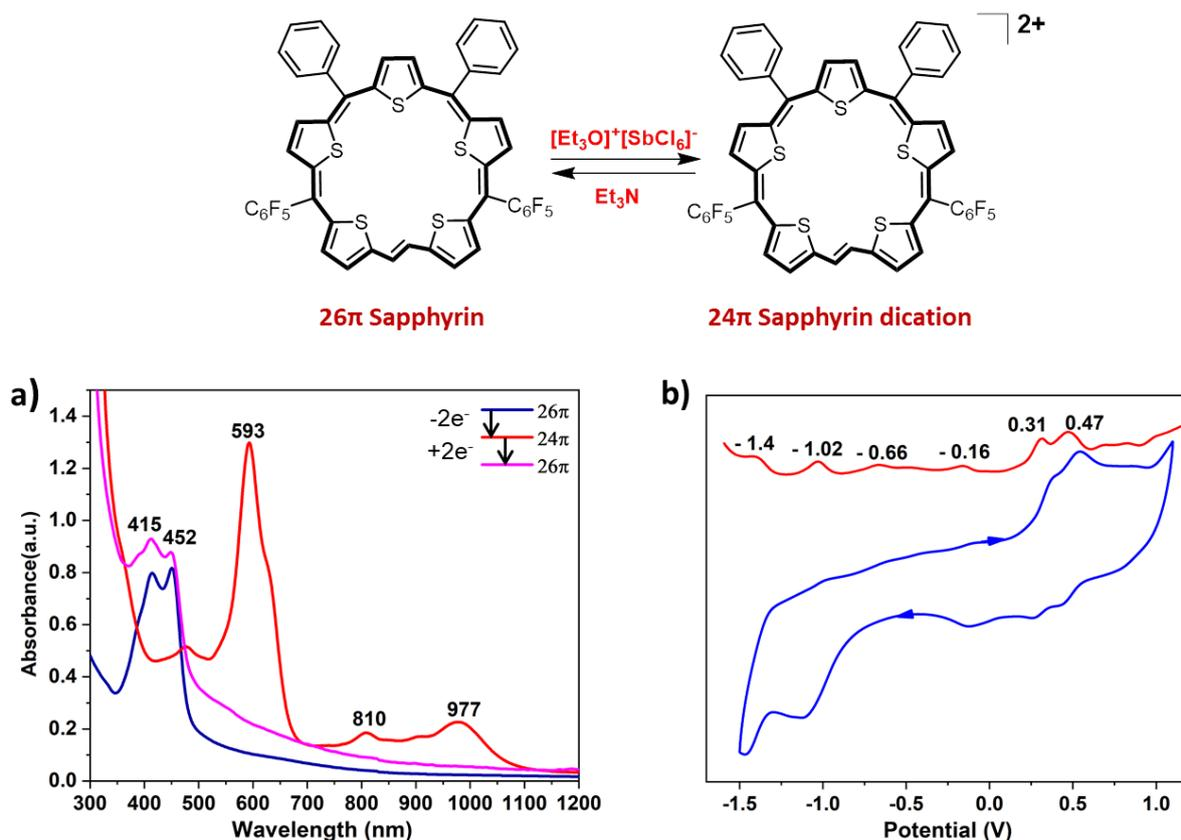 2+
S
S
S
S
S
C₆F₅
C₆F₅
[Et₃O]⁺[SbCl₆]⁻
Et₃N
S
S
S
S
S
C₆F₅
C₆F₅
26π Sapphyrin
24π Sapphyrin dication
a)
-2e⁻
+2e⁻
26π
24π
26π
593
415
452
810
977
1.4
1.2
1.0
0.8
0.6
0.4
0.2
0.0
Absorbance(a.u.)
300 400 500 600 700 800 900 1000 1100 1200
Wavelength (nm)
b)
- 1.4
- 1.02
- 0.66
- 0.16
0.31
0.47
-1.5 -1.0 -0.5 0.0 0.5 1.0
Potential (V)